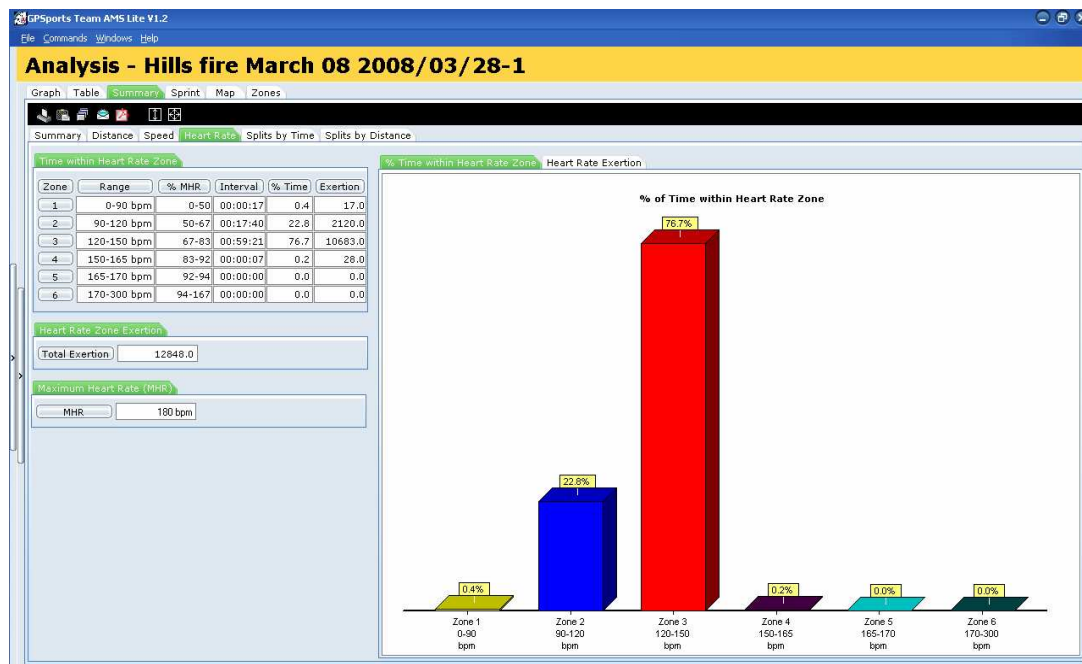 GPSports Team AMS Lite V1.2
File Commands Windows Help
Analysis - Hills fire March 08 2008/03/28-1
Graph Table Summary Sprint Map Zones
Summary Distance Speed Heart Rate Splits by Time Splits by Distance
Time within Heart Rate Zone
Zone Range % MHR Interval % Time Exertion
1 0-90 bpm 0-50 00:00:17 0.4 17.0
2 90-120 bpm 50-67 00:17:40 22.8 2120.0
3 120-150 bpm 67-83 00:59:21 76.7 10683.0
4 150-165 bpm 83-92 00:00:07 0.2 28.0
5 165-170 bpm 92-94 00:00:00 0.0 0.0
6 170-300 bpm 94-167 00:00:00 0.0 0.0
Heart Rate Zone Exertion
Total Exertion 12848.0
Maximum Heart Rate (MHR)
MHR 180 bpm
% Time within Heart Rate Zone Heart Rate Exertion
% of Time within Heart Rate Zone
76.7%
22.8%
0.4% 0.2% 0.0% 0.0%
Zone 1 Zone 2 Zone 3 Zone 4 Zone 5 Zone 6
0-90 90-120 120-150 150-165 165-170 170-300
bpm bpm bpm bpm bpm bpm